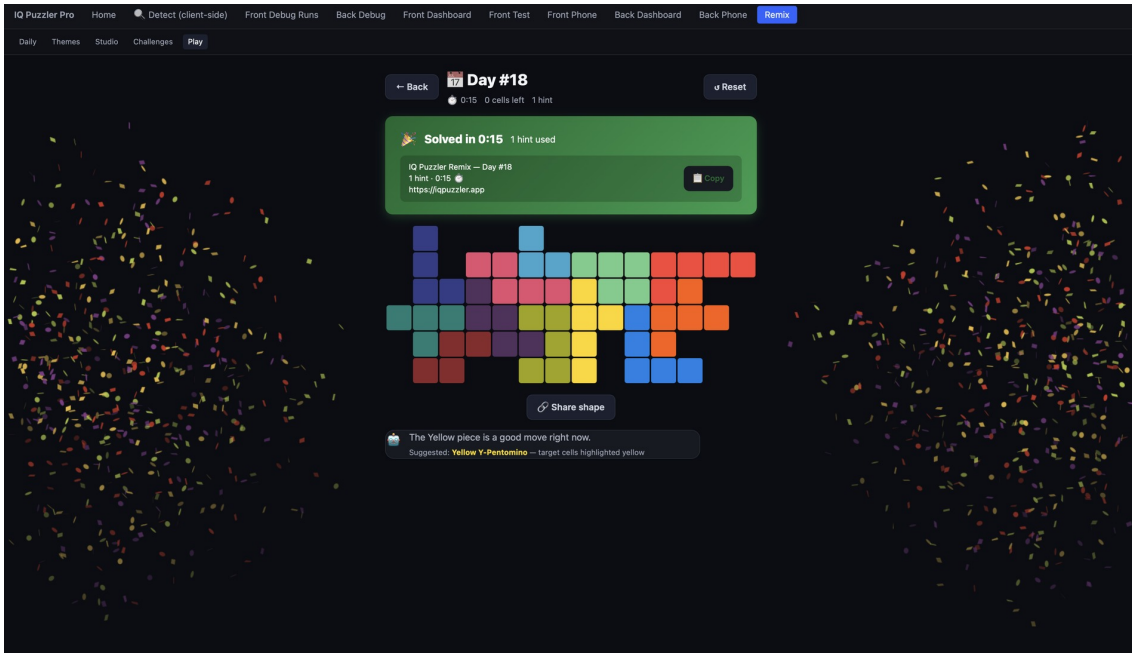 IQ Puzzler Pro Home 🔍 Detect (client-side) Front Debug Runs Back Debug Front Dashboard Front Test Front Phone Back Dashboard Back Phone Remix
Daily Themes Studio Challenges Play
← Back
📅 Day #18
⏱ 0:15 0 cells left 1 hint
↺ Reset
🎉 Solved in 0:15 1 hint used
IQ Puzzler Remix — Day #18
1 hint · 0:15 ⏱
https://iqpuzzler.app
📋 Copy
🔗 Share shape
🤖 The Yellow piece is a good move right now.
Suggested: Yellow Y-Pentomino — target cells highlighted yellow